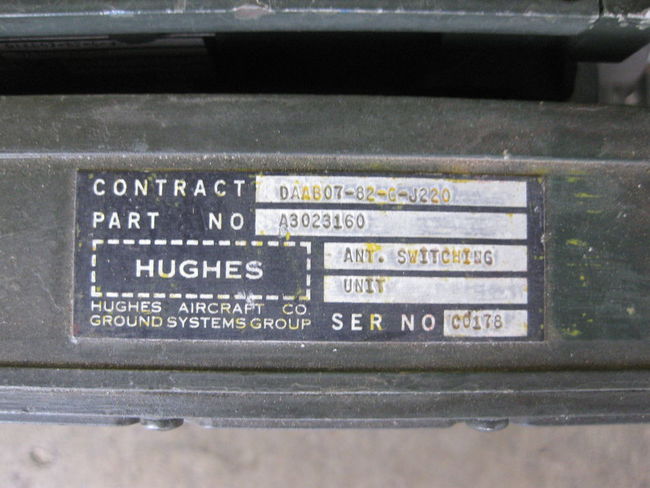 CONTRACT DAAB07-82-C-J220
PART NO A3023160
HUGHES
HUGHES AIRCRAFT CO
GROUND SYSTEMS GROUP
ANT. SWITCHING
UNIT
SER NO C0178